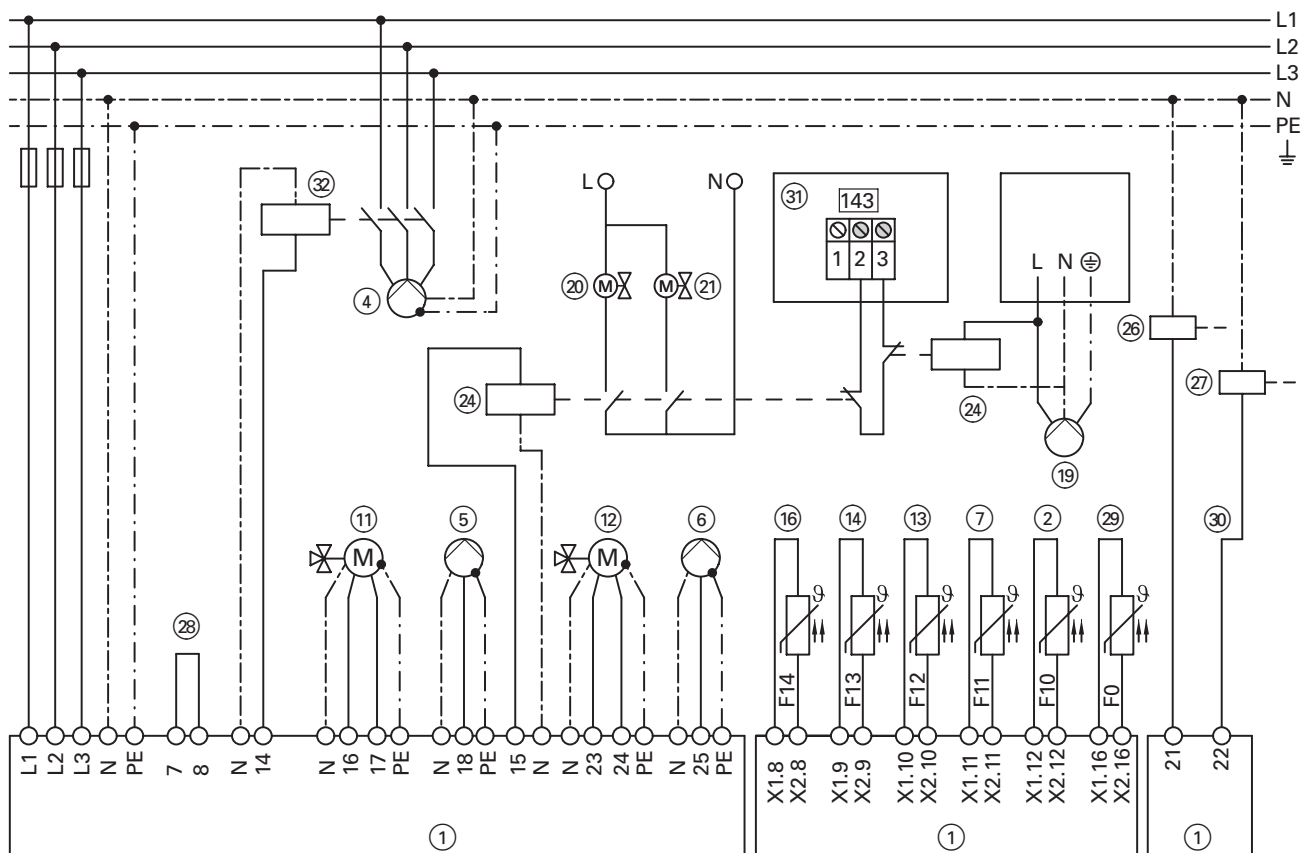 L1
L2
L3
N
PE
32
L
N
31
143
1 2 3
L N
4
20
M
M
21
26
24
24
27
19
11
5
12
6
16
14
13
7
2
29
30
M
M
ϑ
ϑ
ϑ
ϑ
ϑ
ϑ
28
F14
F13
F12
F11
F10
F0
L1
L2
L3
N
PE
7
8
N
14
N
16
17
PE
N
18
PE
15
N
N
23
24
PE
N
25
PE
X1.8
X2.8
X1.9
X2.9
X1.10
X2.10
X1.11
X2.11
X1.12
X2.12
X1.16
X2.16
21
22
1
1
1